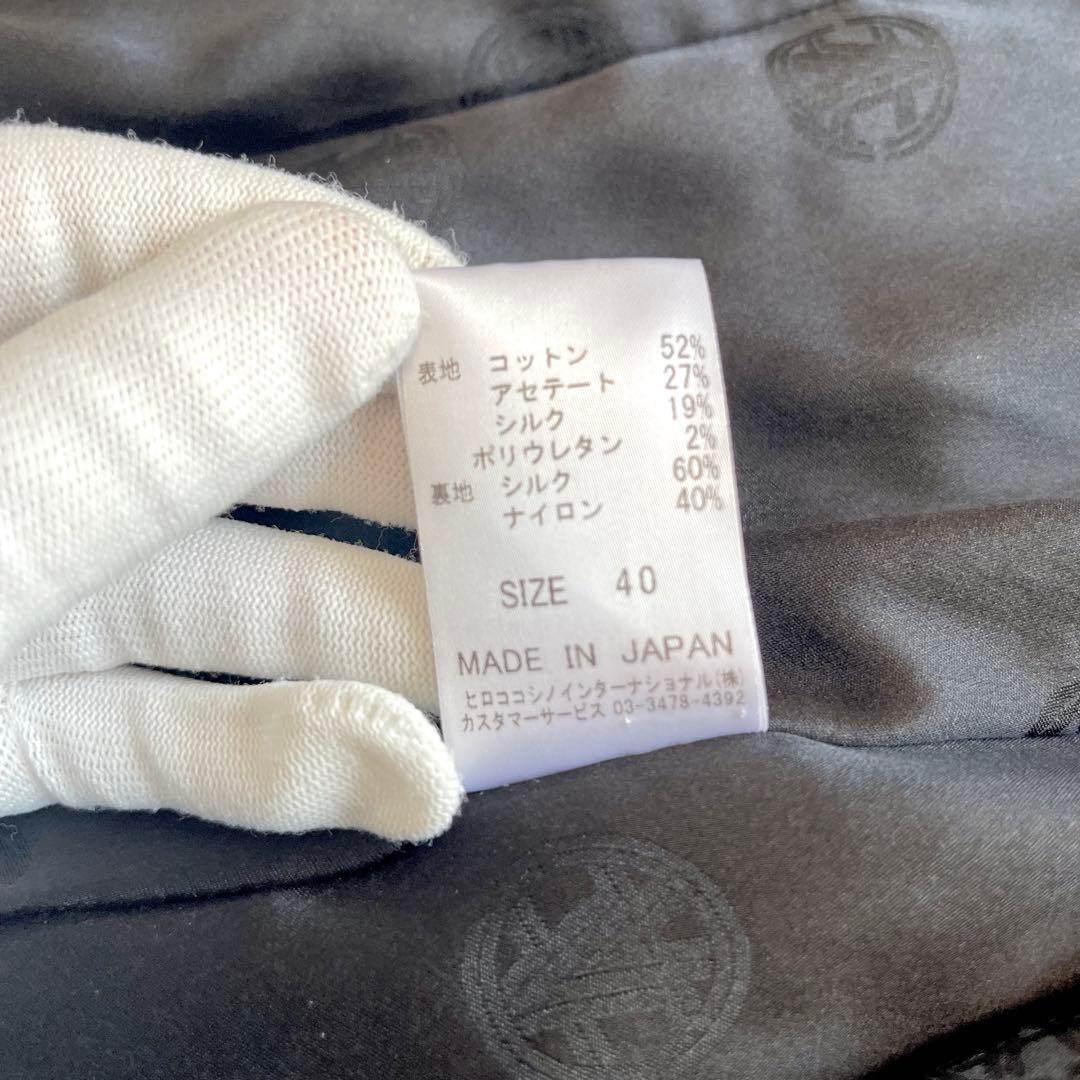 表地 コットン 52%
アセテート 27%
シルク 19%
ポリウレタン 2%
裏地 シルク 60%
ナイロン 40%
SIZE 40
MADE IN JAPAN
ヒロココシノインターナショナル(株)
カスタマーサービス 03-3478-4392